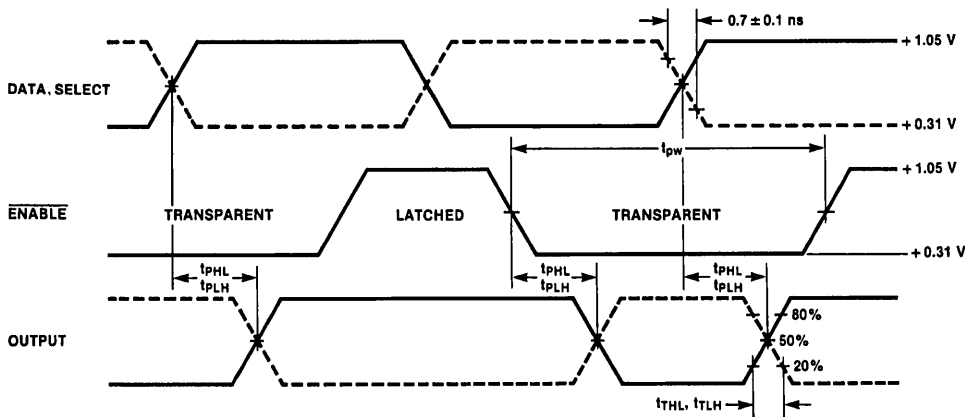 0.7 ± 0.1 ns
+ 1.05 V
DATA, SELECT
+ 0.31 V
tpw
+ 1.05 V
ENABLE
TRANSPARENT
LATCHED
TRANSPARENT
+ 0.31 V
tPHL
tPLH
tPHL
tPLH
tPHL
tPLH
80%
OUTPUT
50%
20%
tTHL, tTLH